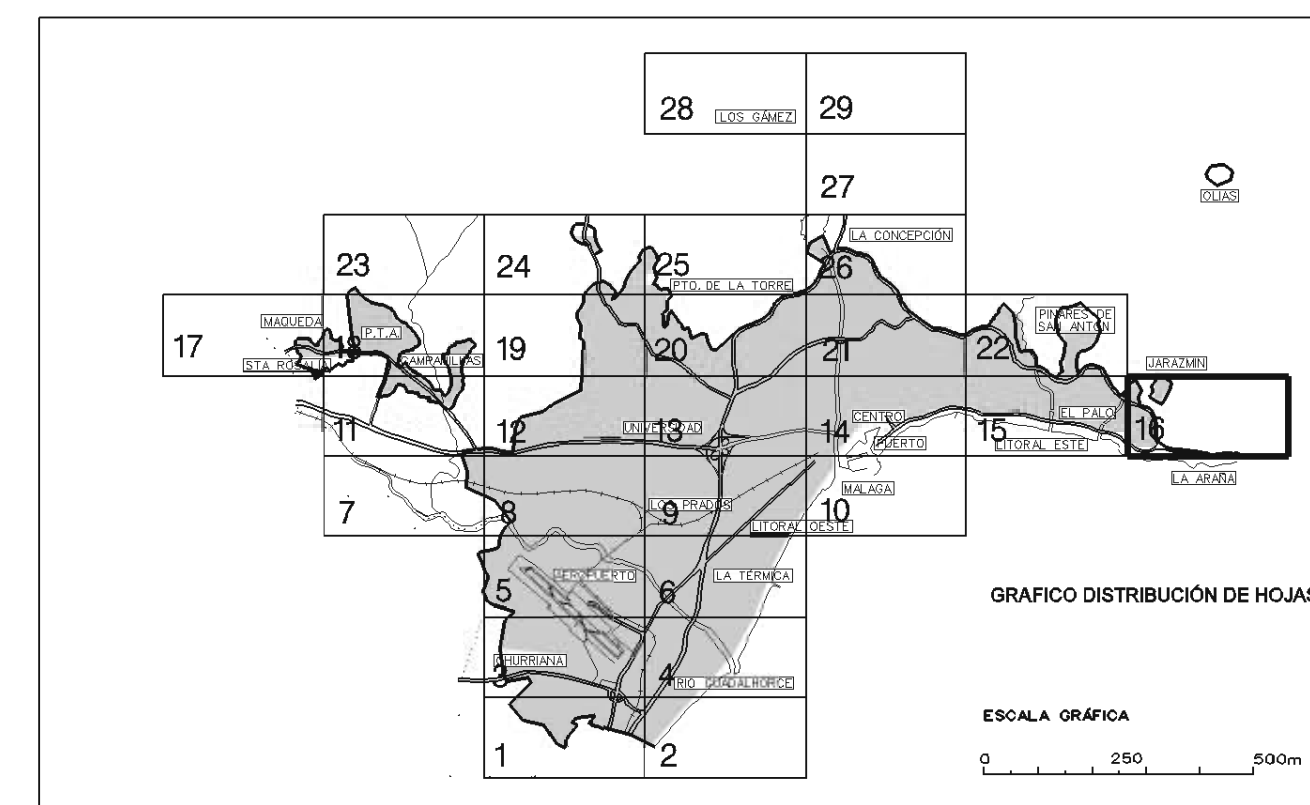 28
LOS GÁMEZ
29
27
OLIAS
LA CONCEPCIÓN
23
24
25
26
PTO. DE LA TORRE
MAQUEDA
P.T.A.
PINARES DE
SAN ANTÓN
17
18
STA ROSALIA
CAMPANILLAS
19
20
21
22
JARAZMIN
CENTRO
EL PALO
11
12
UNIVERSIDAD
13
14
PUERTO
15
LITORAL ESTE
16
LA ARAÑA
MALAGA
7
8
LOS PRADOS
9
10
LITORAL OESTE
AEROPUERTO
LA TÉRMICA
5
6
GRAFICO DISTRIBUCIÓN DE HOJAS
CHURRIANA
3
4
RIO GUADALHORCE
ESCALA GRÁFICA
1
2
0 250 500m